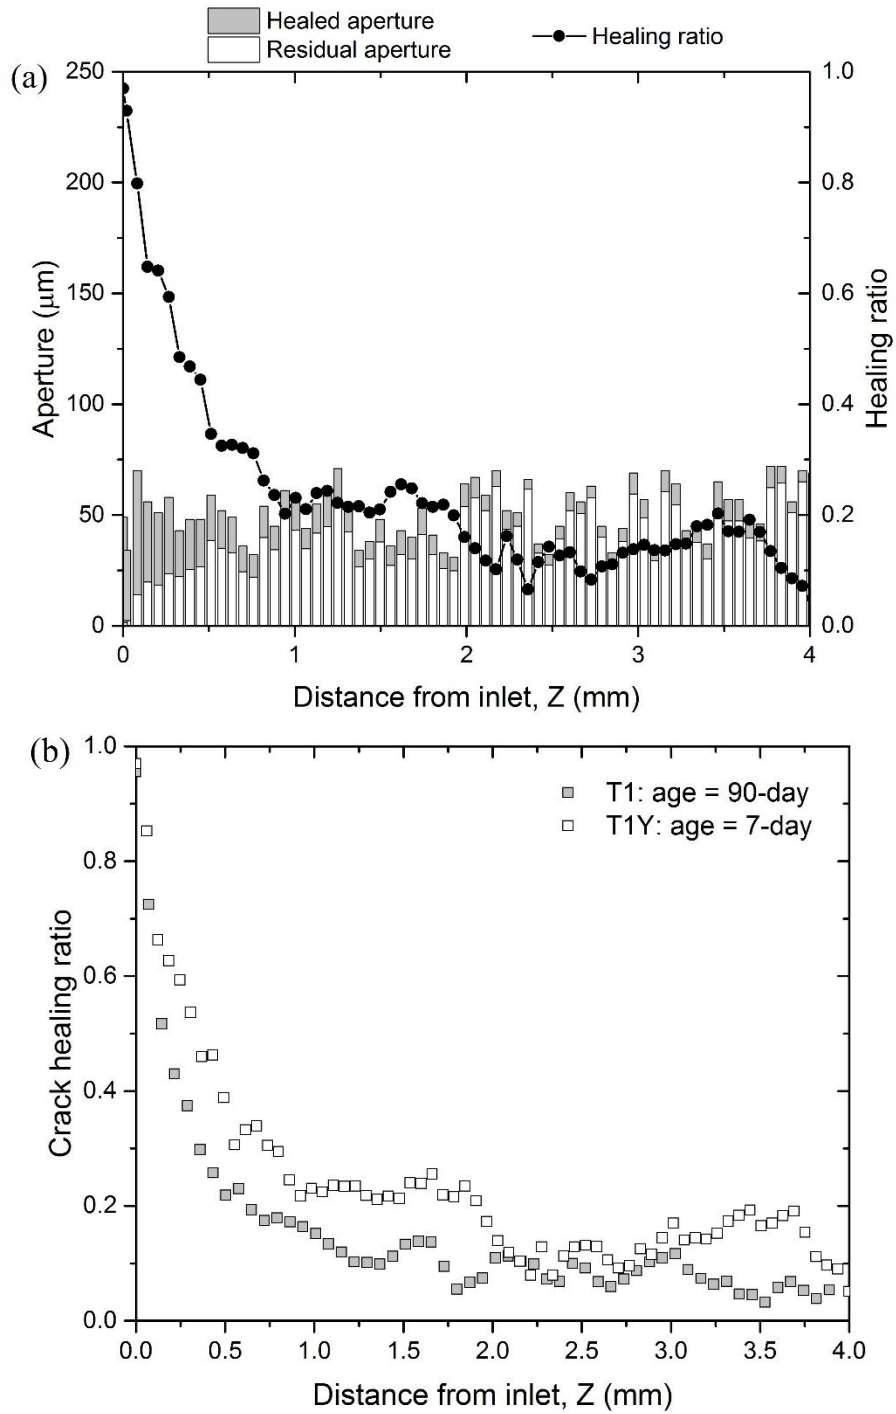 Healed aperture
Residual aperture
Healing ratio
(a)
250
200
150
100
50
0
Aperture (μm)
1.0
0.8
0.6
0.4
0.2
0.0
Healing ratio
0 1 2 3 4
Distance from inlet, Z (mm)
(b)
1.0
0.8
0.6
0.4
0.2
0.0
Crack healing ratio
T1: age = 90-day
T1Y: age = 7-day
0.0 0.5 1.0 1.5 2.0 2.5 3.0 3.5 4.0
Distance from inlet, Z (mm)